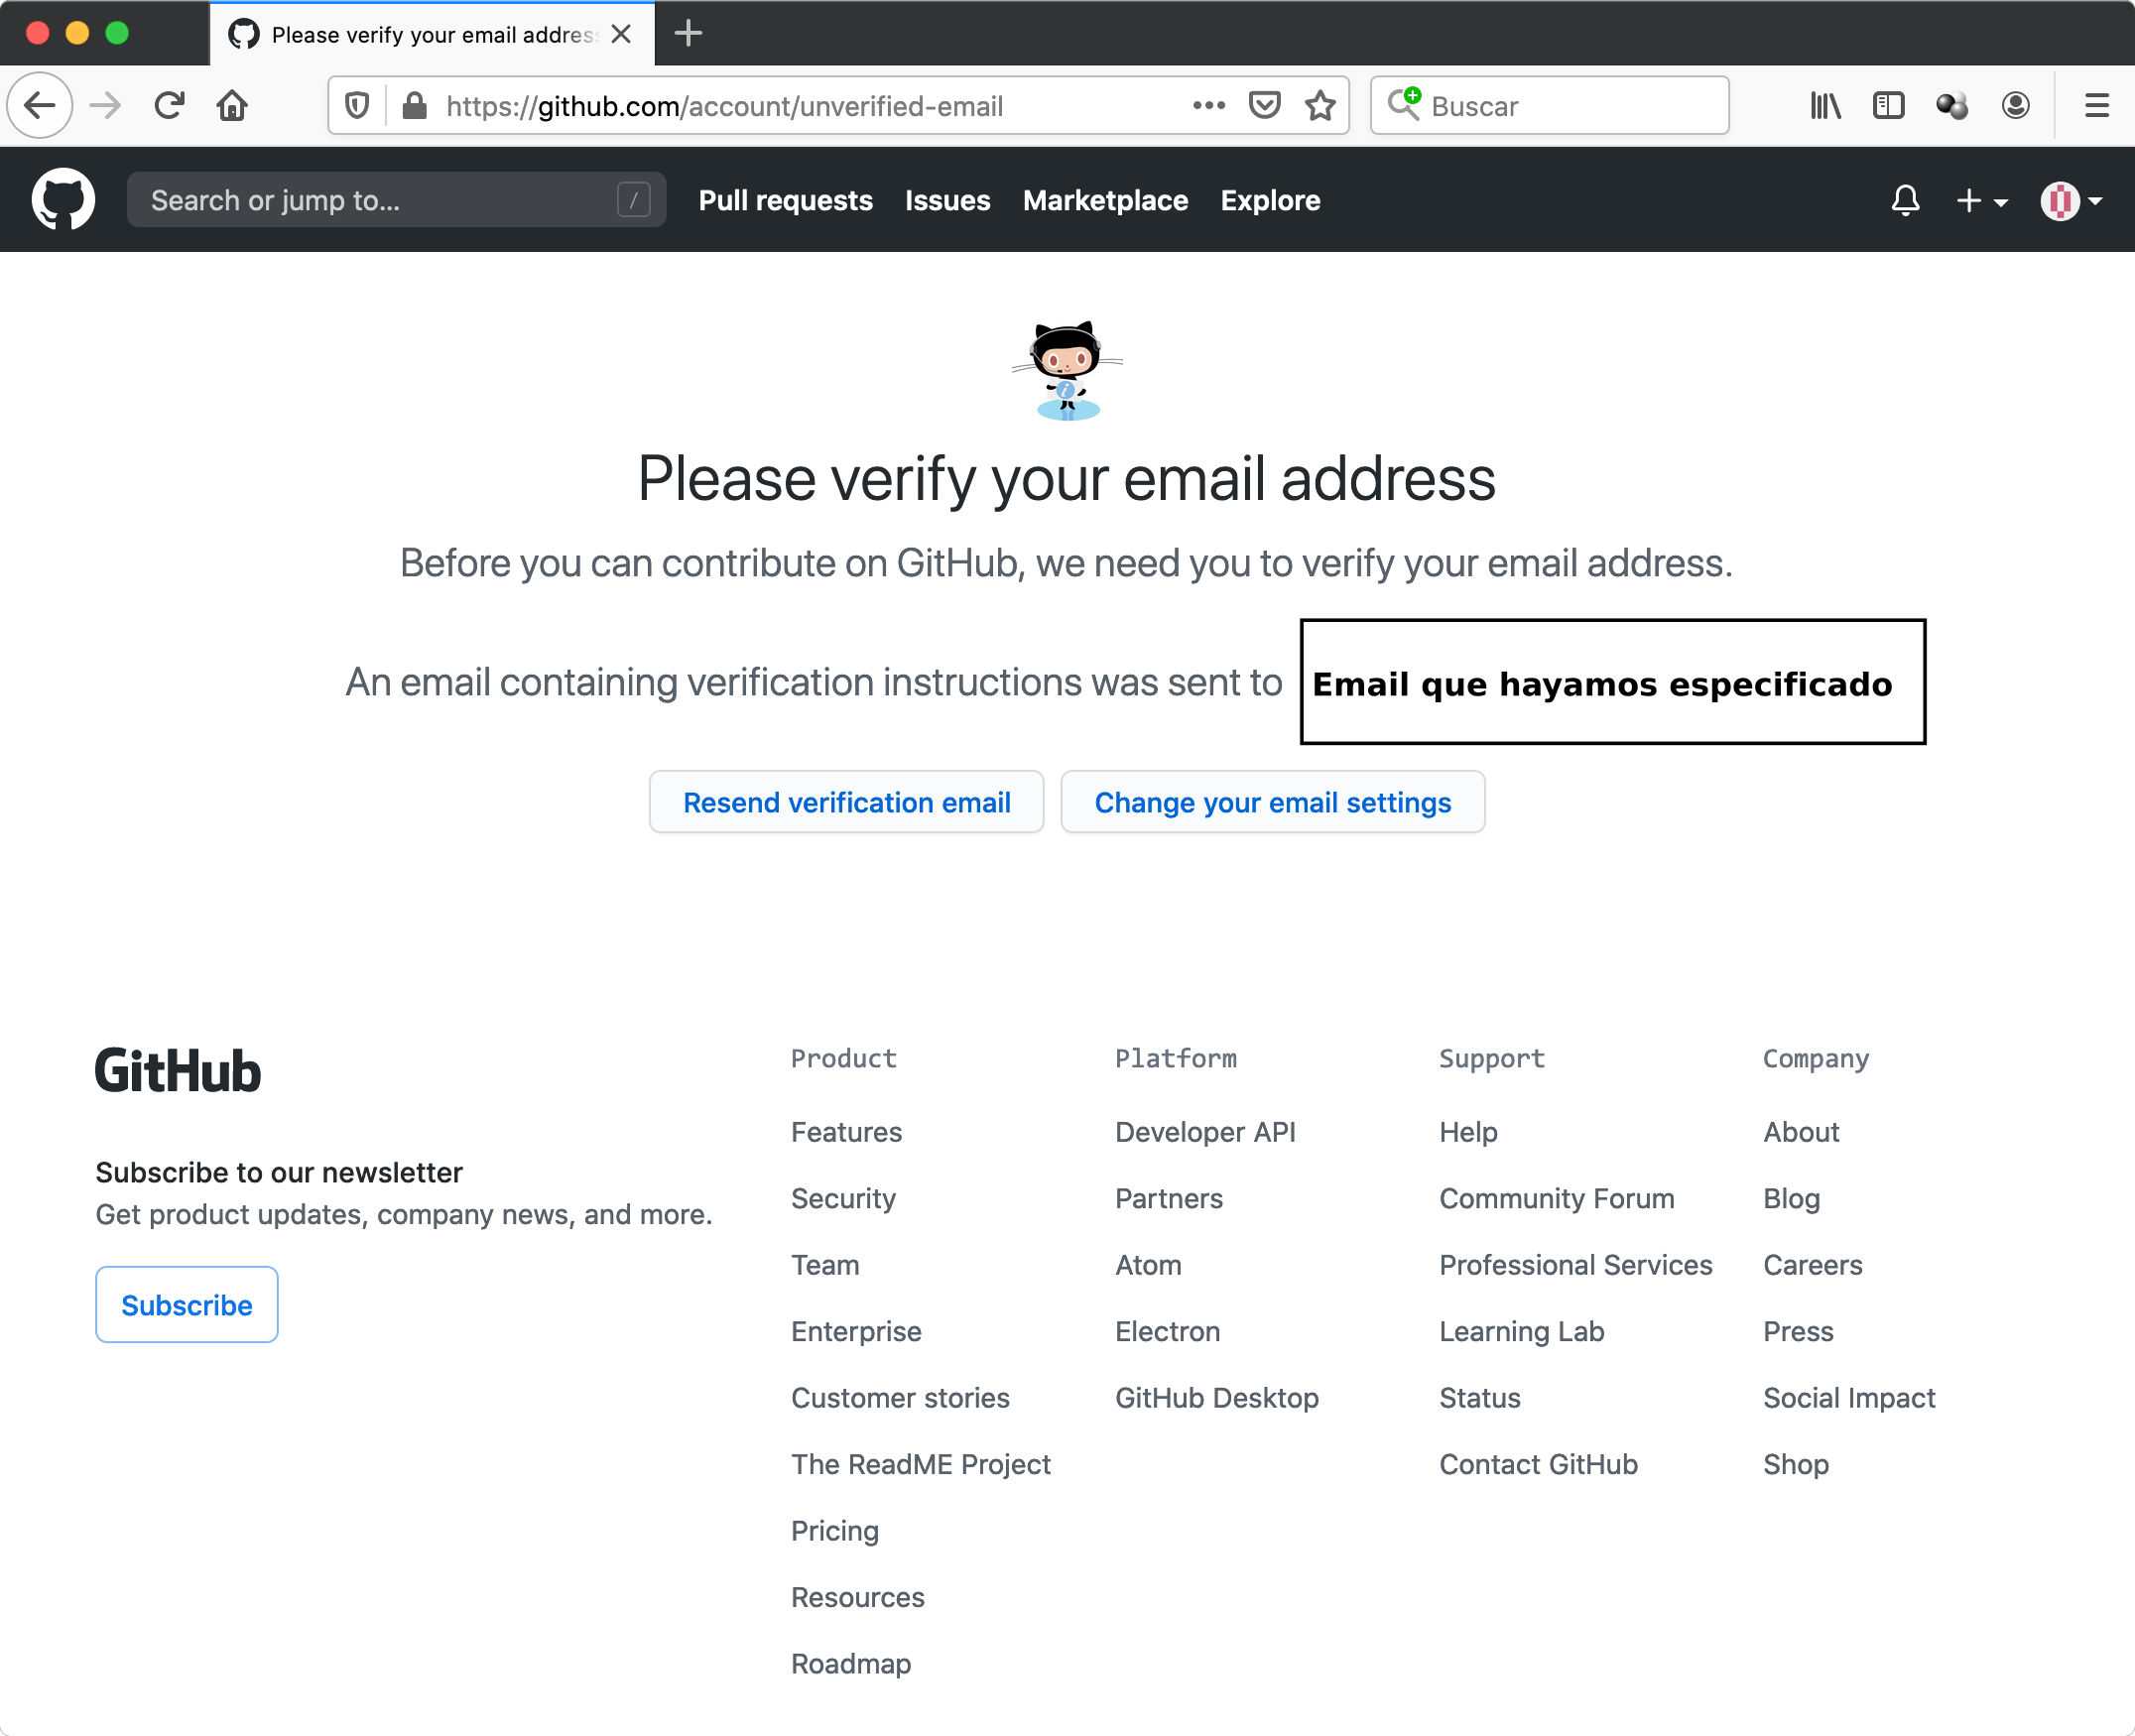 Please verify your email address
https://github.com/account/unverified-email
Buscar
Search or jump to...
/
Pull requests
Issues
Marketplace
Explore
Please verify your email address
Before you can contribute on GitHub, we need you to verify your email address.
An email containing verification instructions was sent to
Email que hayamos especificado
Resend verification email
Change your email settings
GitHub
Subscribe to our newsletter
Get product updates, company news, and more.
Subscribe
Product
Features
Security
Team
Enterprise
Customer stories
The ReadME Project
Pricing
Resources
Roadmap
Platform
Developer API
Partners
Atom
Electron
GitHub Desktop
Support
Help
Community Forum
Professional Services
Learning Lab
Status
Contact GitHub
Company
About
Blog
Careers
Press
Social Impact
Shop